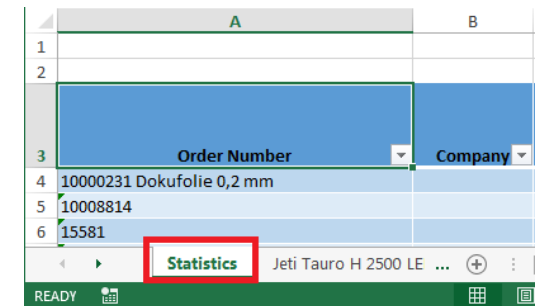 A B
1
2
3 Order Number Company
4 10000231 Dokufolie 0,2 mm
5 10008814
6 15581
Statistics Jeti Tauro H 2500 LE ...
READY